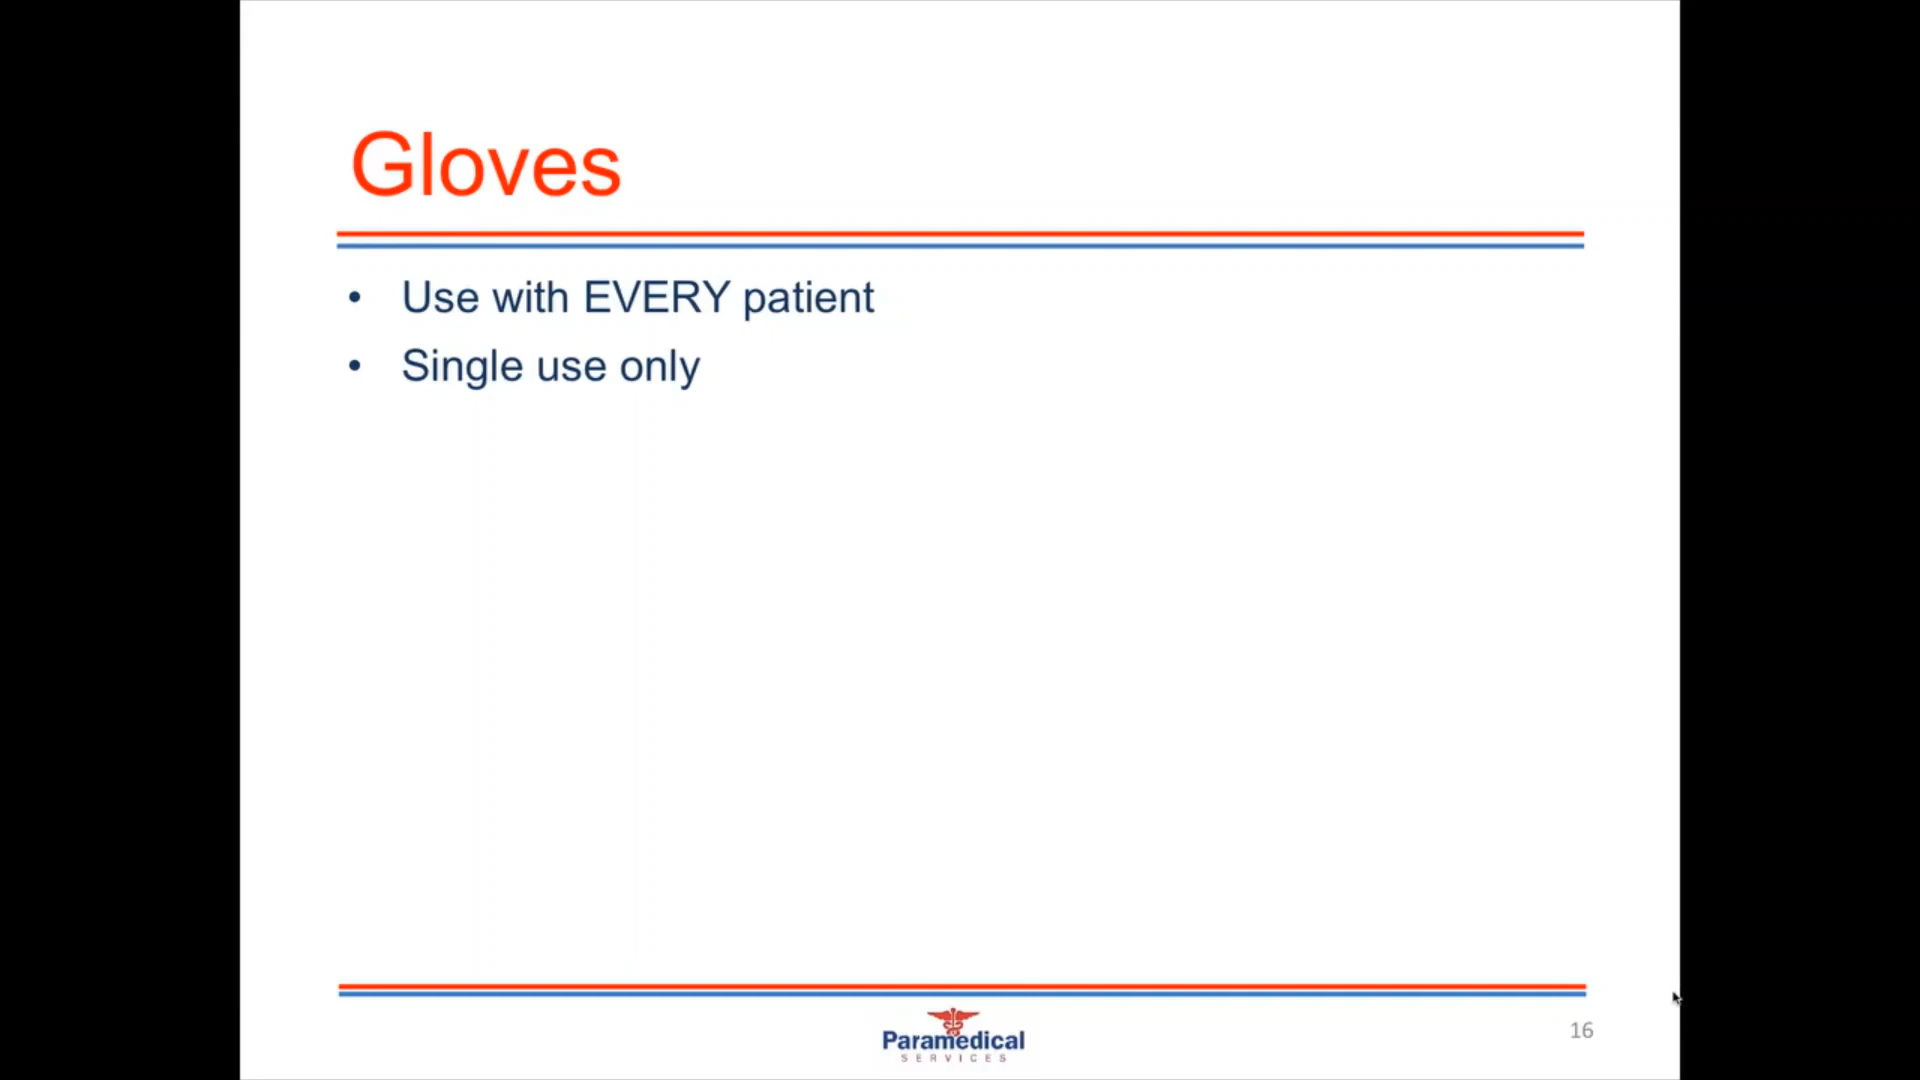 Gloves
• Use with EVERY patient
• Single use only
Paramedical
SERVICES
16